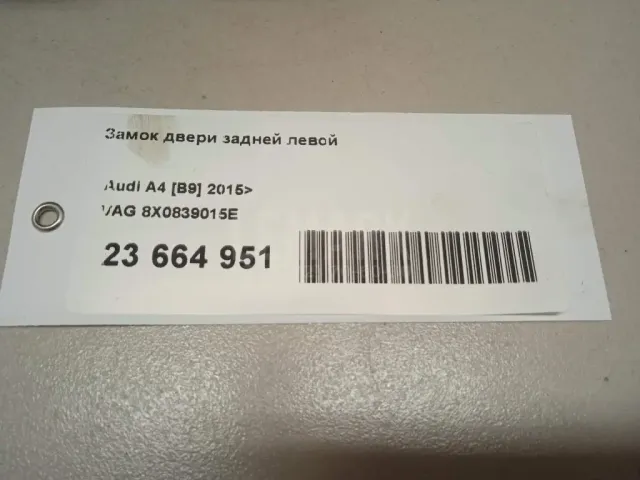 Замок двери задней левой
Audi A4 [B9] 2015>
VAG 8X0839015E
23 664 951